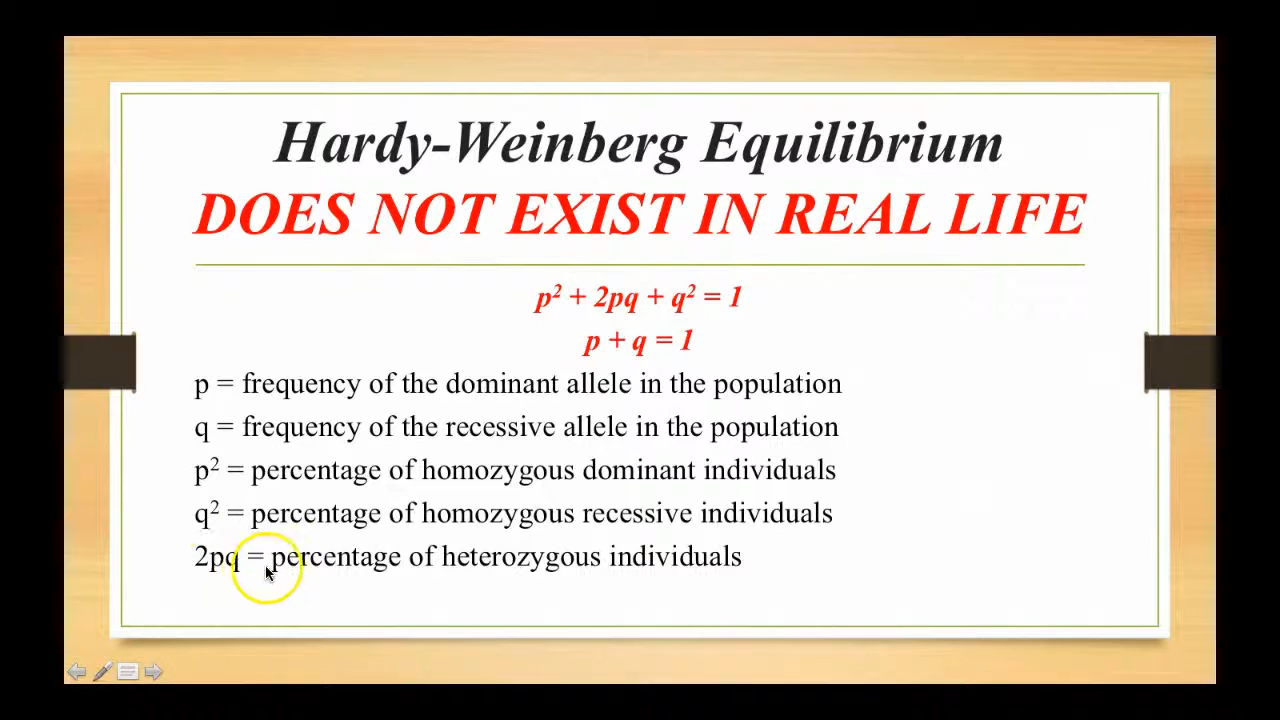 Hardy-Weinberg Equilibrium
DOES NOT EXIST IN REAL LIFE
p² + 2pq + q² = 1
p + q = 1
p = frequency of the dominant allele in the population
q = frequency of the recessive allele in the population
p² = percentage of homozygous dominant individuals
q² = percentage of homozygous recessive individuals
2pq = percentage of heterozygous individuals